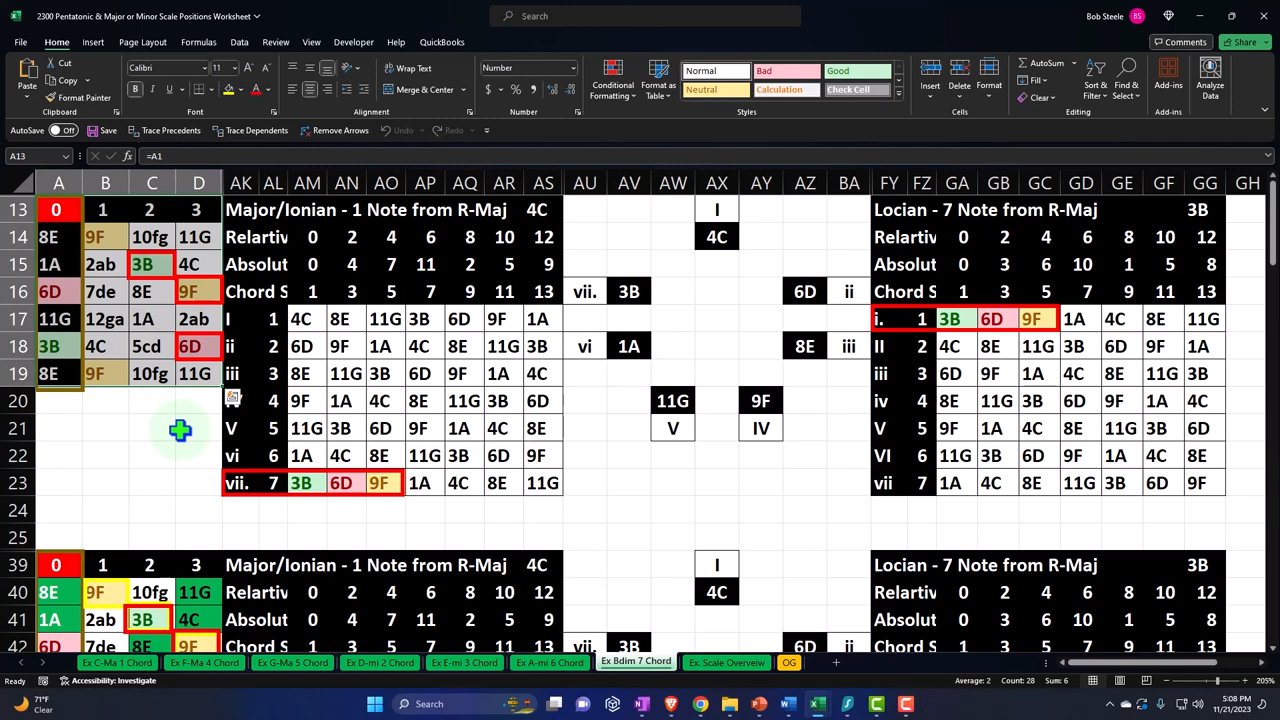 2300 Pentatonic & Major or Minor Scale Positions Worksheet
Search
Bob Steele BS
File Home Insert Page Layout Formulas Data Review View Developer Help QuickBooks
Comments Share
Paste Cut
Copy
Format Painter
Clipboard
Calibri 11
B I U
Font
Wrap Text
Merge & Center
Alignment
Number
$ % 
Number
Conditional Formatting Format as Table
Normal Bad Good
Neutral Calculation Check Cell
Styles
Insert Delete Format
Cells
AutoSum
Fill
Clear
Sort & Filter Find & Select
Editing
Add-ins
Add-ins
Analyze Data
AutoSave Off Save Trace Precedents Trace Dependents Remove Arrows Undo Redo
A13 fx =A1
A B C D AK AL AM AN AO AP AQ AR AS AU AV AW AX AY AZ BA FY FZ GA GB GC GD GE GF GG GH
13 0 1 2 3 Major/Ionian - 1 Note from R-Maj 4C I Locian - 7 Note from R-Maj 3B
14 8E 9F 10fg 11G Relartiv 0 2 4 6 8 10 12 4C Relartiv 0 2 4 6 8 10 12
15 1A 2ab 3B 4C Absolut 0 4 7 11 2 5 9 Absolut 0 3 6 10 1 5 8
16 6D 7de 8E 9F Chord S 1 3 5 7 9 11 13 vii. 3B 6D ii Chord S 1 3 5 7 9 11 13
17 11G 12ga 1A 2ab I 1 4C 8E 11G 3B 6D 9F 1A i. 1 3B 6D 9F 1A 4C 8E 11G
18 3B 4C 5cd 6D ii 2 6D 9F 1A 4C 8E 11G 3B vi 1A 8E iii II 2 4C 8E 11G 3B 6D 9F 1A
19 8E 9F 10fg 11G iii 3 8E 11G 3B 6D 9F 1A 4C iii 3 6D 9F 1A 4C 8E 11G 3B
20 4 9F 1A 4C 8E 11G 3B 6D 11G 9F iv 4 8E 11G 3B 6D 9F 1A 4C
21 V 5 11G 3B 6D 9F 1A 4C 8E V IV V 5 9F 1A 4C 8E 11G 3B 6D
22 vi 6 1A 4C 8E 11G 3B 6D 9F VI 6 11G 3B 6D 9F 1A 4C 8E
23 vii. 7 3B 6D 9F 1A 4C 8E 11G vii 7 1A 4C 8E 11G 3B 6D 9F
24
25
39 0 1 2 3 Major/Ionian - 1 Note from R-Maj 4C I Locian - 7 Note from R-Maj 3B
40 8E 9F 10fg 11G Relartiv 0 2 4 6 8 10 12 4C Relartiv 0 2 4 6 8 10 12
41 1A 2ab 3B 4C Absolut 0 4 7 11 2 5 9 Absolut 0 3 6 10 1 5 8
42 6D 7de 8E 9F Chord S 1 3 5 7 9 11 13 vii. 3B 6D ii Chord S 1 3 5 7 9 11 13
Ex C-Ma 1 Chord Ex F-Ma 4 Chord Ex G-Ma 5 Chord Ex D-mi 2 Chord Ex E-mi 3 Chord Ex A-mi 6 Chord Ex Bdim 7 Chord Ex. Scale Overveiw OG
Ready Accessibility: Investigate Average: 2 Count: 28 Sum: 6 205%
71°F
Clear
Search
5:08 PM
11/21/2023